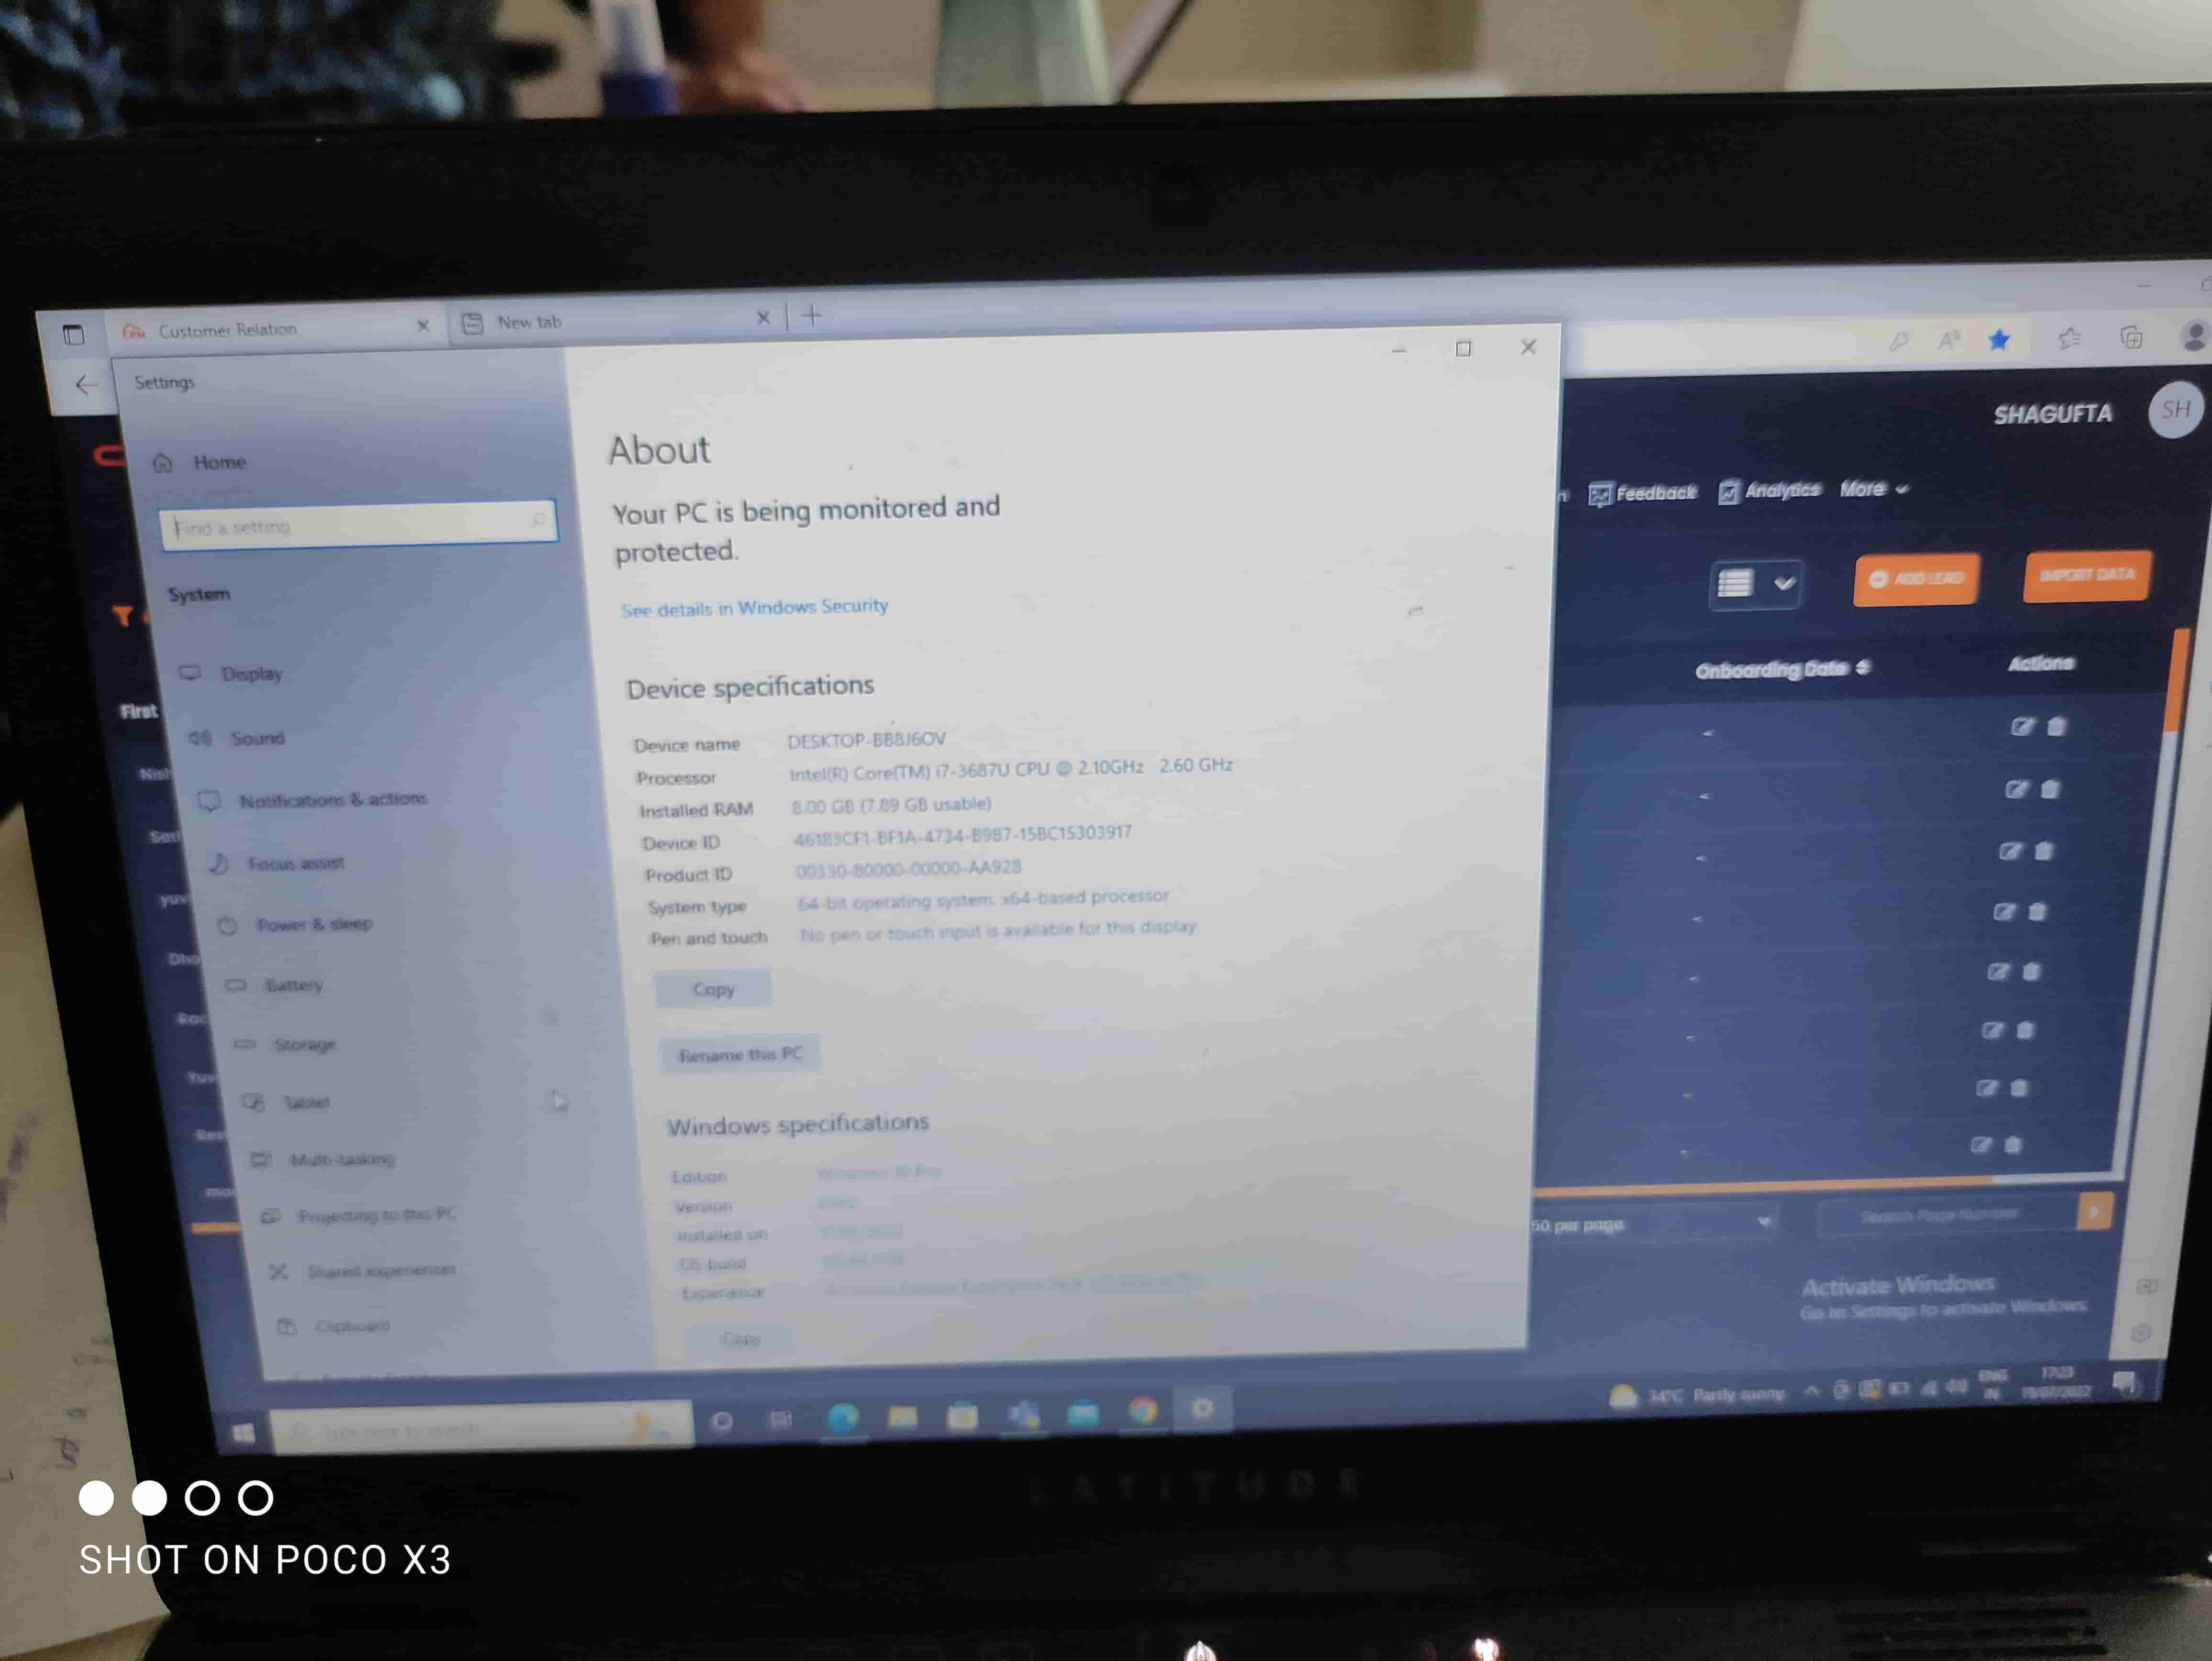 Customer Relation
New tab
Settings
Home
Find a setting
System
Display
Sound
Notifications & actions
Focus assist
Power & sleep
Battery
Storage
Tablet
Multi-tasking
Projecting to this PC
Shared experiences
Clipboard
About
Your PC is being monitored and
protected.
See details in Windows Security
Device specifications
Device name DESKTOP-BB8J6OV
Processor Intel(R) Core(TM) i7-3687U CPU @ 2.10GHz 2.60 GHz
Installed RAM 8.00 GB (7.89 GB usable)
Device ID 461B3CF1-BF1A-4734-B9B7-15BC15303917
Product ID 00330-80000-00000-AA928
System type 64-bit operating system, x64-based processor
Pen and touch No pen or touch input is available for this display
Copy
Rename this PC
Windows specifications
Edition Windows 10 Pro
Version
Installed on
OS build
Experience
Copy
SHAGUFTA
SH
Feedback
Analytics
More
ADD LEAD
IMPORT DATA
Onboarding Date
Actions
First
50 per page
Search Page Number
Activate Windows
Go to Settings to activate Windows.
Type here to search
34°C Partly sunny
ENG
IN
17:23
LATITUDE
SHOT ON POCO X3